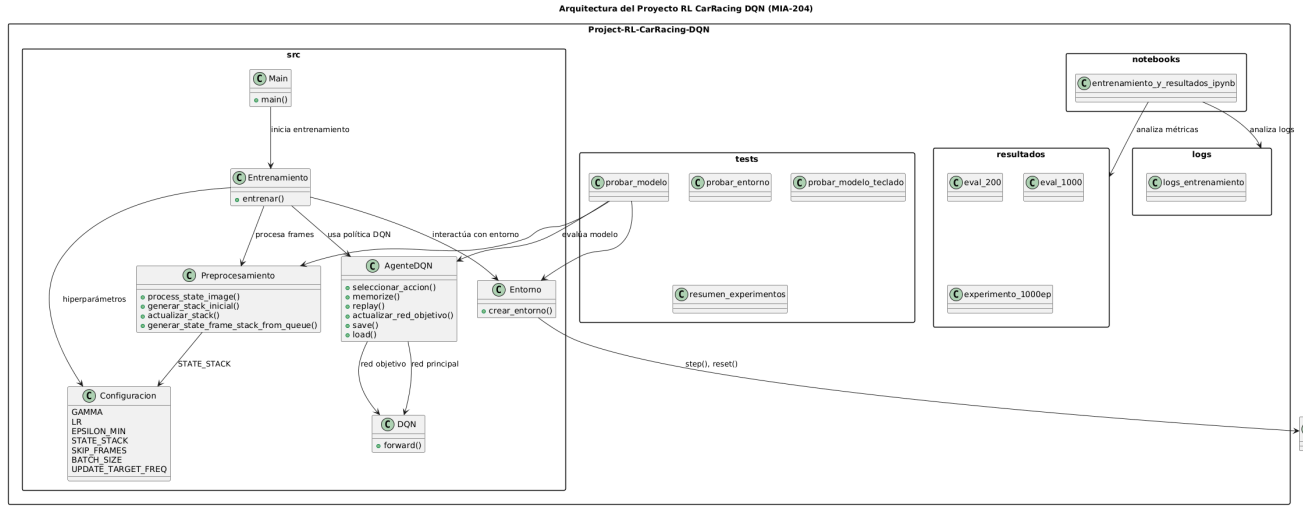 Arquitectura del Proyecto RL CarRacing DQN (MIA-204)
Project-RL-CarRacing-DQN
src
C Main
main()
inicia entrenamiento
C Entrenamiento
entrenar()
procesa frames
usa política DQN
interactúa con entorno
evalúa modelo
hiperparámetros
C Preprocesamiento
process_state_image()
generar_stack_inicial()
actualizar_stack()
generar_state_frame_stack_from_queue()
C AgenteDQN
seleccionar_accion()
memorize()
replay()
actualizar_red_objetivo()
save()
load()
C Entorno
crear_entorno()
STATE_STACK
red objetivo
red principal
step(), reset()
C Configuracion
GAMMA
LR
EPSILON_MIN
STATE_STACK
SKIP_FRAMES
BATCH_SIZE
UPDATE_TARGET_FREQ
C DQN
forward()
tests
C probar_modelo
C probar_entorno
C probar_modelo_teclado
C resumen_experimentos
notebooks
C entrenamiento_y_resultados_ipynb
analiza métricas
analiza logs
resultados
C eval_200
C eval_1000
C experimento_1000ep
logs
C logs_entrenamiento